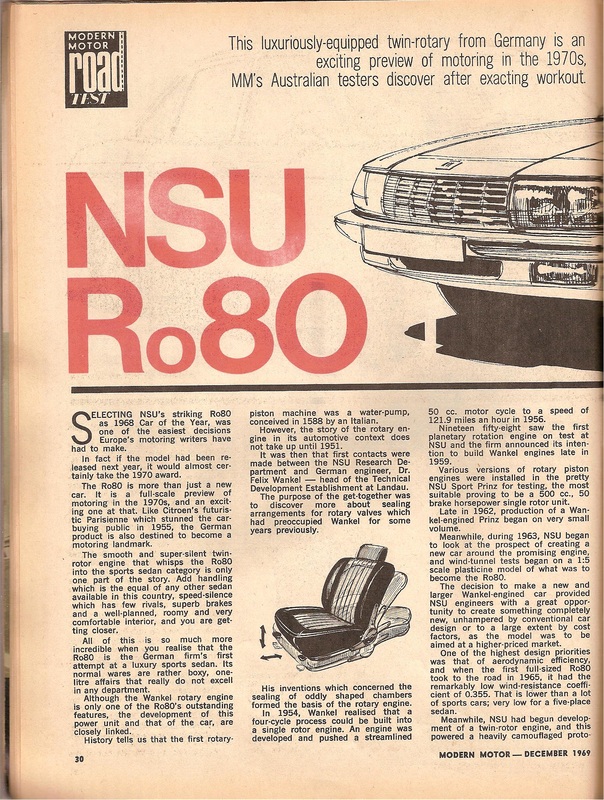 MODERN
MOTOR
road
TEST
This luxuriously-equipped twin-rotary from Germany is an
exciting preview of motoring in the 1970s,
MM's Australian testers discover after exacting workout.
NSU
Ro80
SELECTING NSU's striking Ro80
as 1968 Car of the Year, was
one of the easiest decisions
Europe's motoring writers have
had to make.
In fact if the model had been re-
leased next year, it would almost cer-
tainly take the 1970 award.
The Ro80 is more than just a new
car. It is a full-scale preview of
motoring in the 1970s, and an excit-
ing one at that. Like Citroen's futuris-
tic Parisienne which stunned the car-
buying public in 1955, the German
product is also destined to become a
motoring landmark.
The smooth and super-silent twin-
rotor engine that whisps the Ro80
into the sports sedan category is only
one part of the story. Add handling
which is the equal of any other sedan
available in this country, speed-silence
which has few rivals, superb brakes
and a well-planned, roomy and very
comfortable interior, and you are get-
ting closer.
All of this is so much more
incredible when you realise that the
Ro80 is the German firm's first
attempt at a luxury sports sedan. Its
normal wares are rather boxy, one-
litre affairs that really do not excel
in any department.
Although the Wankel rotary engine
is only one of the Ro80's outstanding
features, the development of this
power unit and that of the car, are
closely linked.
History tells us that the first rotary-
piston machine was a water-pump,
conceived in 1588 by an Italian.
However, the story of the rotary en-
gine in its automotive context does
not take up until 1951.
It was then that first contacts were
made between the NSU Research De-
partment and German engineer, Dr.
Felix Wankel — head of the Technical
Development Establishment at Landau.
The purpose of the get-together was
to discover more about sealing
arrangements for rotary valves which
had preoccupied Wankel for some
years previously.
His inventions which concerned the
sealing of oddly shaped chambers
formed the basis of the rotary engine.
In 1954, Wankel realised that a
four-cycle process could be built into
a single rotor engine. An engine was
developed and pushed a streamlined
50 cc. motor cycle to a speed of
121.9 miles an hour in 1956.
Nineteen fifty-eight saw the first
planetary rotation engine on test at
NSU and the firm announced its inten-
tion to build Wankel engines late in
1959.
Various versions of rotary piston
engines were installed in the pretty
NSU Sport Prinz for testing, the most
suitable proving to be a 500 cc., 50
brake horsepower single rotor unit.
Late in 1962, production of a Wan-
kel-engined Prinz began on very small
volume.
Meanwhile, during 1963, NSU began
to look at the prospect of creating a
new car around the promising engine,
and wind-tunnel tests began on a 1:5
scale plasticine model of what was to
become the Ro80.
The decision to make a new and
larger Wankel-engined car provided
NSU engineers with a great oppor-
tunity to create something completely
new, unhampered by conventional car
design or to a large extent by cost
factors, as the model was to be
aimed at a higher-priced market.
One of the highest design priorities
was that of aerodynamic efficiency,
and when the first full-sized Ro80
took to the road in 1965, it had the
remarkably low wind-resistance coeffi-
cient of 0.355. That is lower than a lot
of sports cars; very low for a five-place
sedan.
Meanwhile, NSU had begun develop-
ment of a twin-rotor engine, and this
powered a heavily camouflaged proto-
30
MODERN MOTOR — DECEMBER 1969